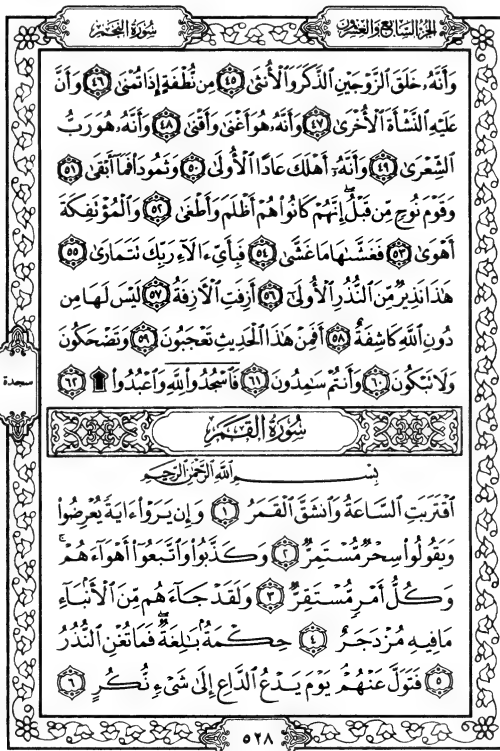 الجزء السابع والعشرون
سورة النجم
وَأَنَّهُۥ خَلَقَ ٱلزَّوْجَيْنِ ٱلذَّكَرَ وَٱلْأُنثَىٰ ٤٥ مِن نُّطْفَةٍ إِذَا تُمْنَىٰ ٤٦ وَأَنَّ
عَلَيْهِ ٱلنَّشْأَةَ ٱلْأُخْرَىٰ ٤٧ وَأَنَّهُۥ هُوَ أَغْنَىٰ وَأَقْنَىٰ ٤٨ وَأَنَّهُۥ هُوَ رَبُّ
ٱلشِّعْرَىٰ ٤٩ وَأَنَّهُۥٓ أَهْلَكَ عَادًا ٱلْأُولَىٰ ٥٠ وَثَمُودَا۟ فَمَآ أَبْقَىٰ ٥١
وَقَوْمَ نُوحٍ مِّن قَبْلُ ۖ إِنَّهُمْ كَانُوا۟ هُمْ أَظْلَمَ وَأَطْغَىٰ ٥٢ وَٱلْمُؤْتَفِكَةَ
أَهْوَىٰ ٥٣ فَغَشَّىٰهَا مَا غَشَّىٰ ٥٤ فَبِأَىِّ ءَالَآءِ رَبِّكَ تَتَمَارَىٰ ٥٥
هَٰذَا نَذِيرٌ مِّنَ ٱلنُّذُرِ ٱلْأُولَىٰٓ ٥٦ أَزِفَتِ ٱلْءَازِفَةُ ٥٧ لَيْسَ لَهَا مِن
دُونِ ٱللَّهِ كَاشِفَةٌ ٥٨ أَفَمِنْ هَٰذَا ٱلْحَدِيثِ تَعْجَبُونَ ٥٩ وَتَضْحَكُونَ
وَلَا تَبْكُونَ ٦٠ وَأَنتُمْ سَٰمِدُونَ ٦١ فَٱسْجُدُوا۟ لِلَّهِ وَٱعْبُدُوا۟ ۩ ٦٢
سجدة
سورة القمر
بِسْمِ ٱللَّهِ ٱلرَّحْمَٰنِ ٱلرَّحِيمِ
ٱقْتَرَبَتِ ٱلسَّاعَةُ وَٱنشَقَّ ٱلْقَمَرُ ١ وَإِن يَرَوْا۟ ءَايَةً يُعْرِضُوا۟
وَيَقُولُوا۟ سِحْرٌ مُّسْتَمِرٌّ ٢ وَكَذَّبُوا۟ وَٱتَّبَعُوٓا۟ أَهْوَآءَهُمْ ۚ
وَكُلُّ أَمْرٍ مُّسْتَقِرٌّ ٣ وَلَقَدْ جَآءَهُم مِّنَ ٱلْأَنۢبَآءِ
مَا فِيهِ مُزْدَجَرٌ ٤ حِكْمَةٌۢ بَٰلِغَةٌ ۖ فَمَا تُغْنِ ٱلنُّذُرُ
٥ فَتَوَلَّ عَنْهُمْ ۘ يَوْمَ يَدْعُ ٱلدَّاعِ إِلَىٰ شَىْءٍ نُّكُرٍ ٦
٥٢٨